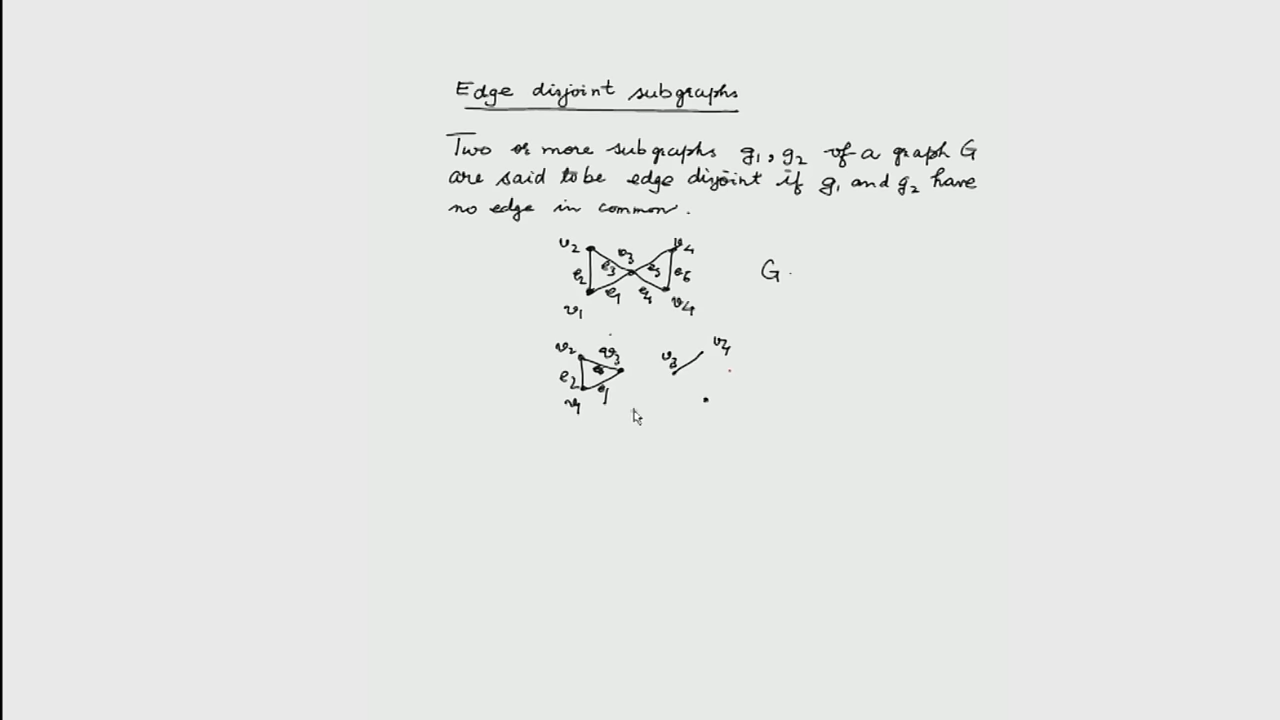 Edge disjoint subgraphs
Two or more subgraphs g1, g2 of a graph G
are said to be edge disjoint if g1 and g2 have
no edge in common.
v2 v3 v4
e2 e3 e5 e6 G.
e1 e4
v1 v4
v2 v3 v3 v4
e2
v1 e1